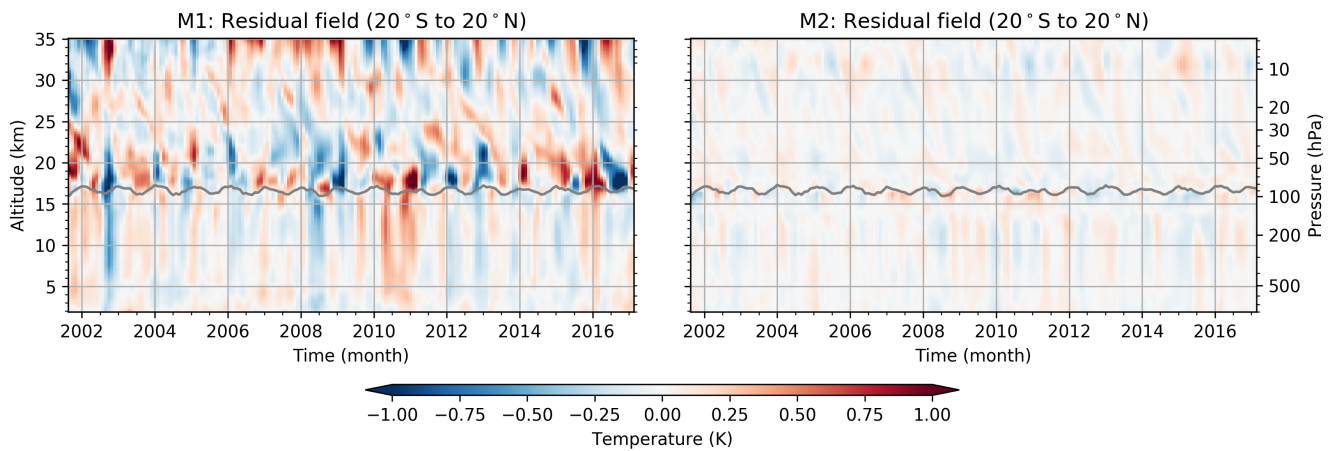 M1: Residual field (20°S to 20°N)
M2: Residual field (20°S to 20°N)
35
30
25
20
15
10
5
Altitude (km)
10
20
30
50
100
200
500
Pressure (hPa)
2002 2004 2006 2008 2010 2012 2014 2016
2002 2004 2006 2008 2010 2012 2014 2016
Time (month)
Time (month)
−1.00 −0.75 −0.50 −0.25 0.00 0.25 0.50 0.75 1.00
Temperature (K)